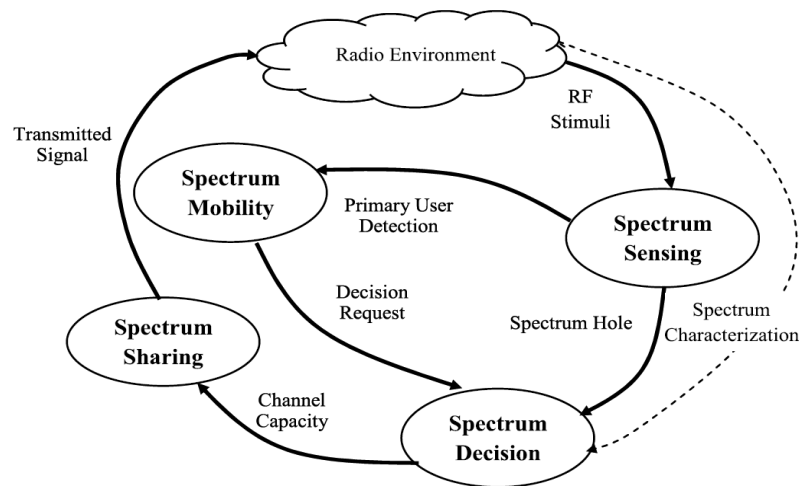 Radio Environment
RF
Stimuli
Transmitted
Signal
Spectrum
Mobility
Primary User
Detection
Spectrum
Sensing
Decision
Request
Spectrum Hole
Spectrum
Characterization
Spectrum
Sharing
Channel
Capacity
Spectrum
Decision